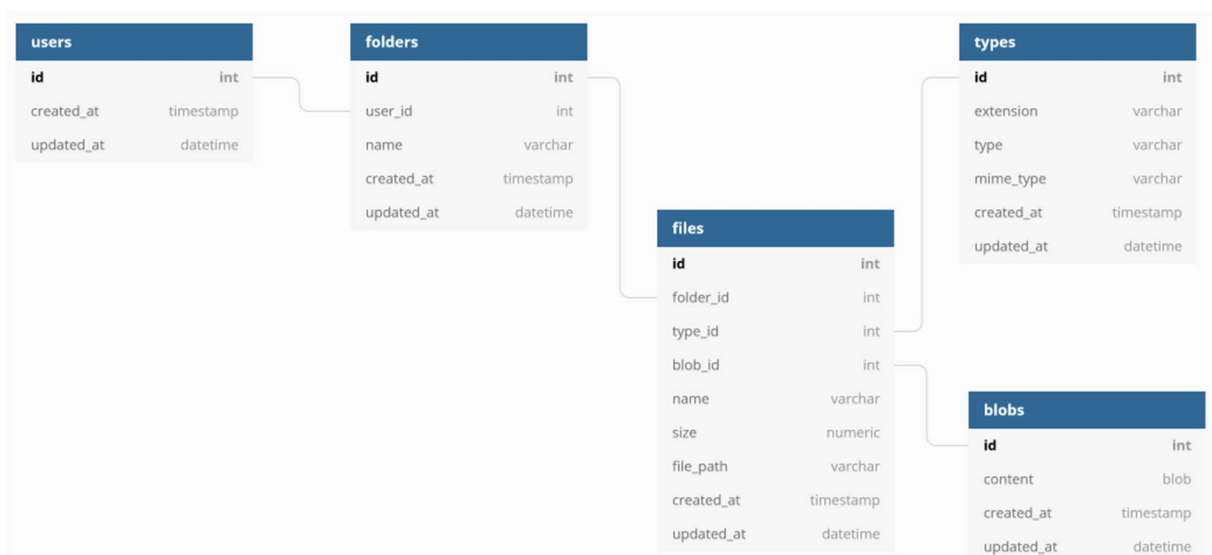 users
id int
created_at timestamp
updated_at datetime
folders
id int
user_id int
name varchar
created_at timestamp
updated_at datetime
files
id int
folder_id int
type_id int
blob_id int
name varchar
size numeric
file_path varchar
created_at timestamp
updated_at datetime
types
id int
extension varchar
type varchar
mime_type varchar
created_at timestamp
updated_at datetime
blobs
id int
content blob
created_at timestamp
updated_at datetime